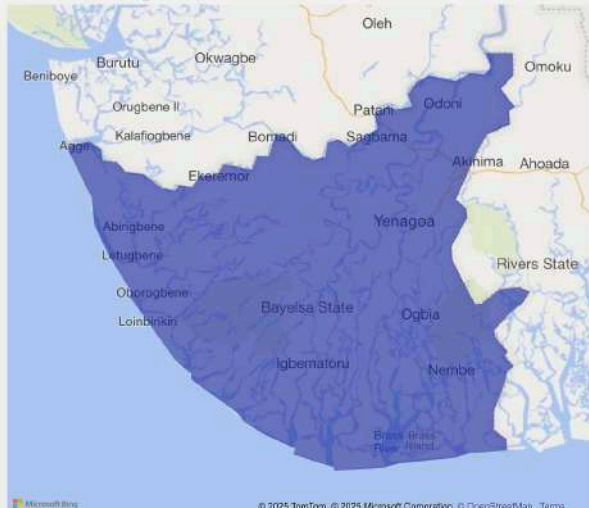 Oleh
Okwagbe
Burutu
Beniboye
Omoku
Orugbene II
Odoni
Patani
Kalafiogbene
Bomadi
Sagbama
Agge
Akinima
Ahoada
Ekeremor
Yenagoa
Abingbene
Letugbene
Rivers State
Oborogbene
Bayelsa State
Ogbia
Loinbirikiri
Igbematoru
Nembe
Brass River
Brass Island
Microsoft Bing
© 2025 TomTom, © 2025 Microsoft Corporation, © OpenStreetMap, Terms